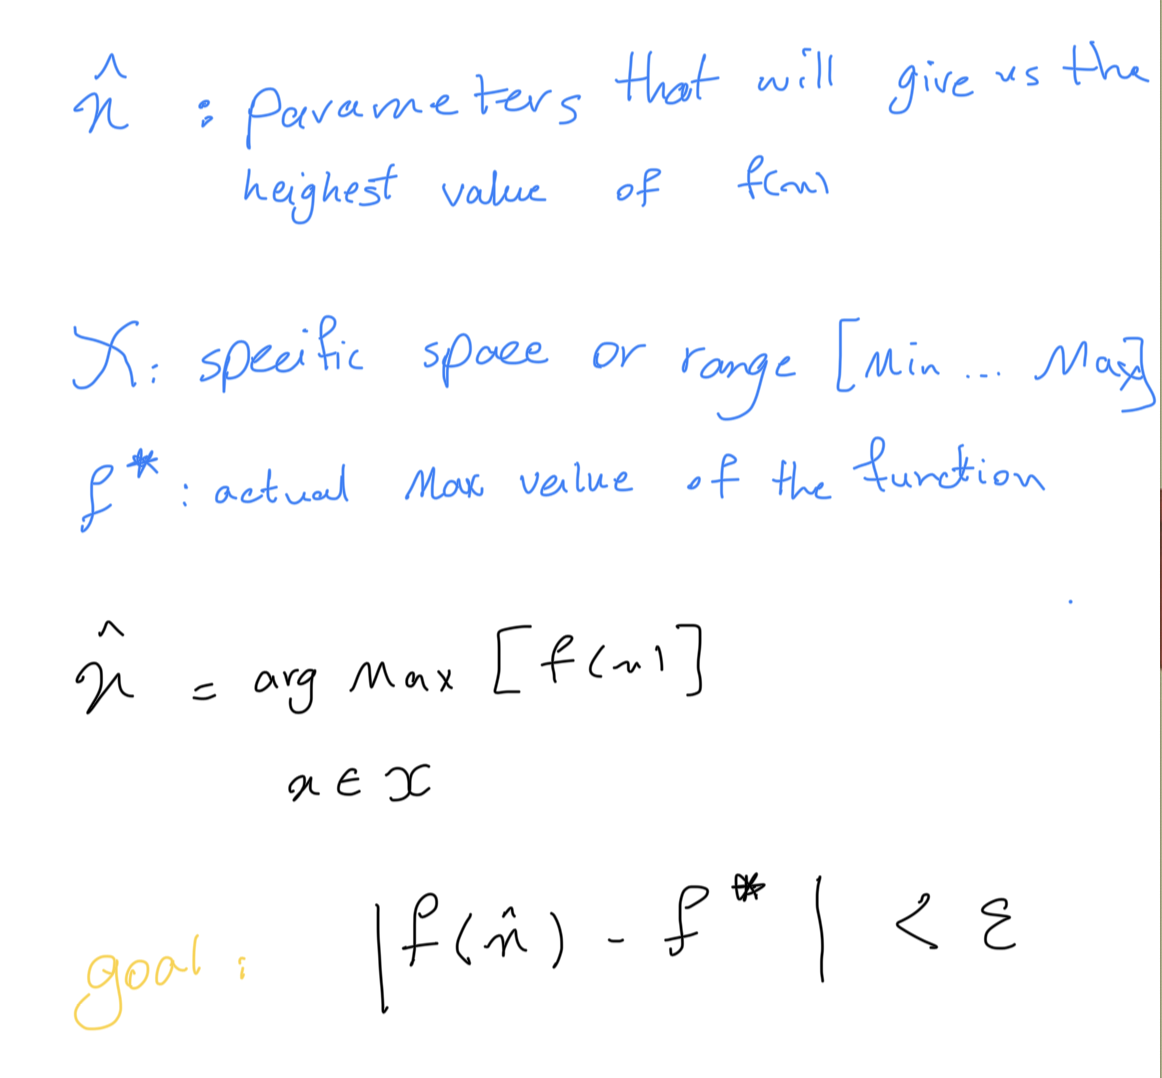 x̂ : parameters that will give us the
heighest value of f(x)
X : specific space or range [Min ... Max]
f* : actual Max value of the function
x̂ = arg Max [f(x)]
x ∈ X
goal : |f(x̂) - f*| < ε